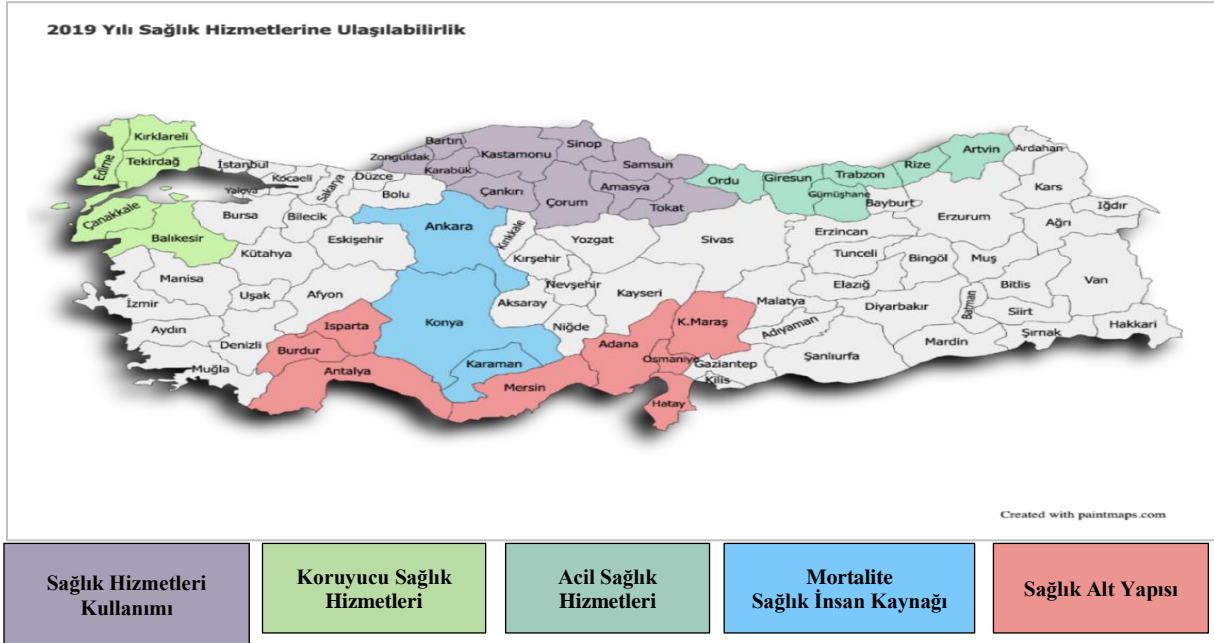 2019 Yılı Sağlık Hizmetlerine Ulaşılabilirlik
Kırklareli
Edirne
Tekirdağ
İstanbul
Kocaeli
Yalova
Sakarya
Düzce
Bolu
Zonguldak
Bartın
Karabük
Kastamonu
Sinop
Samsun
Çankırı
Çorum
Amasya
Tokat
Ordu
Giresun
Gümüşhane
Trabzon
Rize
Artvin
Ardahan
Kars
Iğdır
Ağrı
Bayburt
Erzurum
Erzincan
Çanakkale
Balıkesir
Bursa
Bilecik
Kütahya
Eskişehir
Ankara
Kırıkkale
Kırşehir
Yozgat
Sivas
Tunceli
Bingöl
Muş
Bitlis
Van
Manisa
İzmir
Uşak
Afyon
Konya
Aksaray
Nevşehir
Niğde
Kayseri
Malatya
Elazığ
Diyarbakır
Batman
Siirt
Şırnak
Hakkari
Aydın
Denizli
Muğla
Isparta
Burdur
Antalya
Karaman
Mersin
Adana
Osmaniye
K.Maraş
Hatay
Gaziantep
Kilis
Adıyaman
Şanlıurfa
Mardin
Created with paintmaps.com
Sağlık Hizmetleri
Kullanımı
Koruyucu Sağlık
Hizmetleri
Acil Sağlık
Hizmetleri
Mortalite
Sağlık İnsan Kaynağı
Sağlık Alt Yapısı